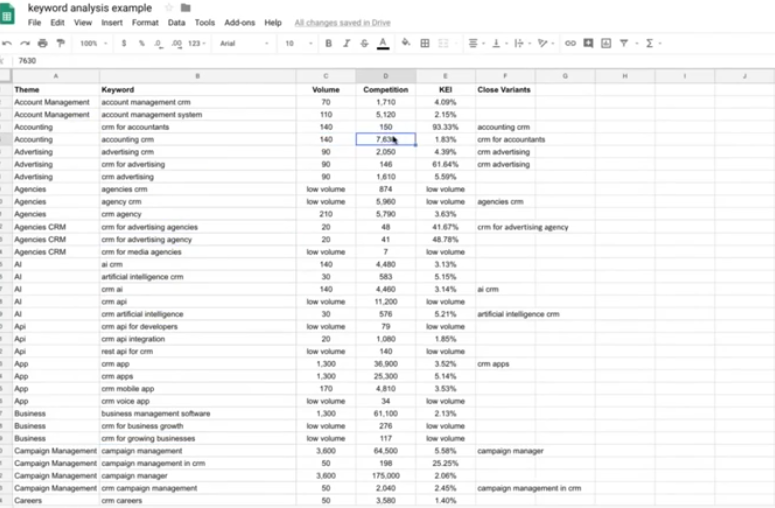 keyword analysis example
File Edit View Insert Format Data Tools Add-ons Help All changes saved in Drive
100% $ % .0 .00 123 Arial 10 B I S A
7630
A B C D E F G H I J
Theme Keyword Volume Competition KEI Close Variants
Account Management account management crm 70 1,710 4.09%
Account Management account management system 110 5,120 2.15%
Accounting crm for accountants 140 150 93.33% accounting crm
Accounting accounting crm 140 7,630 1.83% crm for accountants
Advertising advertising crm 90 2,050 4.39% crm advertising
Advertising crm for advertising 90 146 61.64% crm advertising
Advertising crm advertising 90 1,610 5.59%
Agencies agencies crm low volume 874 low volume
Agencies agency crm low volume 5,960 low volume agencies crm
Agencies crm agency 210 5,790 3.63%
Agencies CRM crm for advertising agencies 20 48 41.67% crm for advertising agency
Agencies CRM crm for advertising agency 20 41 48.78%
Agencies CRM crm for media agencies low volume 7 low volume
AI ai crm 140 4,480 3.13%
AI artificial intelligence crm 30 583 5.15%
AI crm ai 140 4,460 3.14% ai crm
AI crm api low volume 11,200 low volume
AI crm artificial intelligence 30 576 5.21% artificial intelligence crm
Api crm api for developers low volume 79 low volume
Api crm api integration 20 1,080 1.85%
Api rest api for crm low volume 140 low volume
App crm app 1,300 36,900 3.52% crm apps
App crm apps 1,300 25,300 5.14%
App crm mobile app 170 4,810 3.53%
App crm voice app low volume 34 low volume
Business business management software 1,300 61,100 2.13%
Business crm for business growth low volume 276 low volume
Business crm for growing businesses low volume 117 low volume
Campaign Management campaign management 3,600 64,500 5.58% campaign manager
Campaign Management campaign management in crm 50 198 25.25%
Campaign Management campaign manager 3,600 175,000 2.06%
Campaign Management crm campaign management 50 2,040 2.45% campaign management in crm
Careers crm careers 50 3,580 1.40%